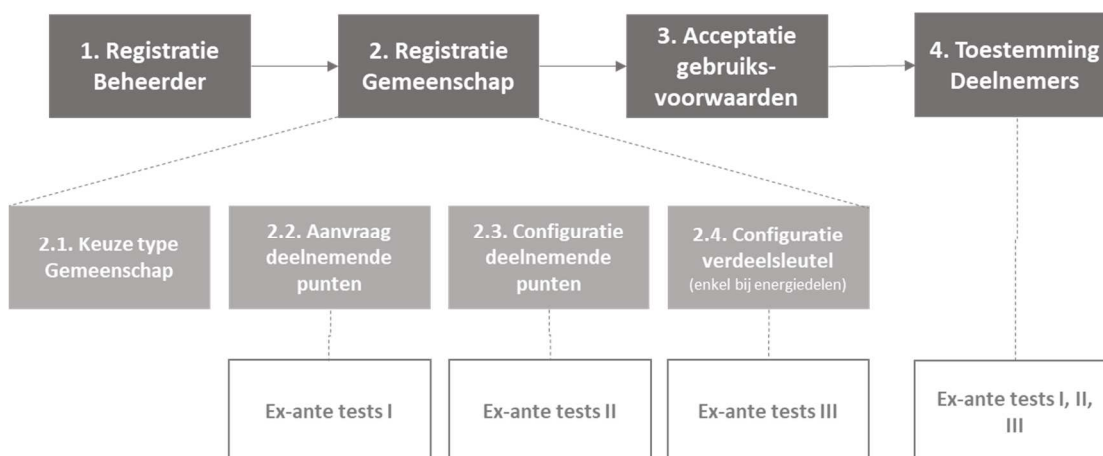 1. Registratie
Beheerder
2. Registratie
Gemeenschap
3. Acceptatie
gebruiks-
voorwaarden
4. Toestemming
Deelnemers
2.1. Keuze type
Gemeenschap
2.2. Aanvraag
deelnemende
punten
2.3. Configuratie
deelnemende
punten
2.4. Configuratie
verdeelsleutel
(enkel bij energiedelen)
Ex-ante tests I
Ex-ante tests II
Ex-ante tests III
Ex-ante tests I, II,
III